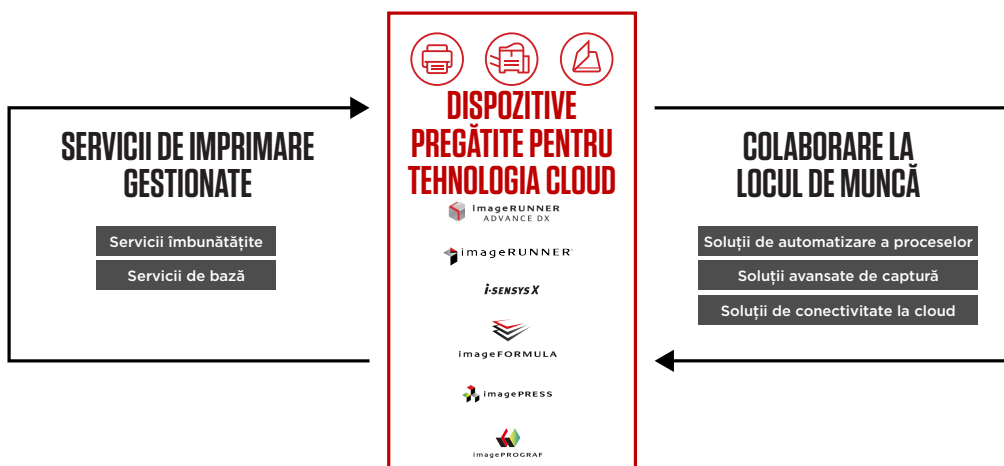 SERVICII DE IMPRIMARE
GESTIONATE
Servicii îmbunătățite
Servicii de bază
DISPOZITIVE
PREGĂTITE PENTRU
TEHNOLOGIA CLOUD
imageRUNNER
ADVANCE DX
imageRUNNER
i-SENSYS X
imageFORMULA
imagePRESS
imagePROGRAF
COLABORARE LA
LOCUL DE MUNCĂ
Soluții de automatizare a proceselor
Soluții avansate de captură
Soluții de conectivitate la cloud